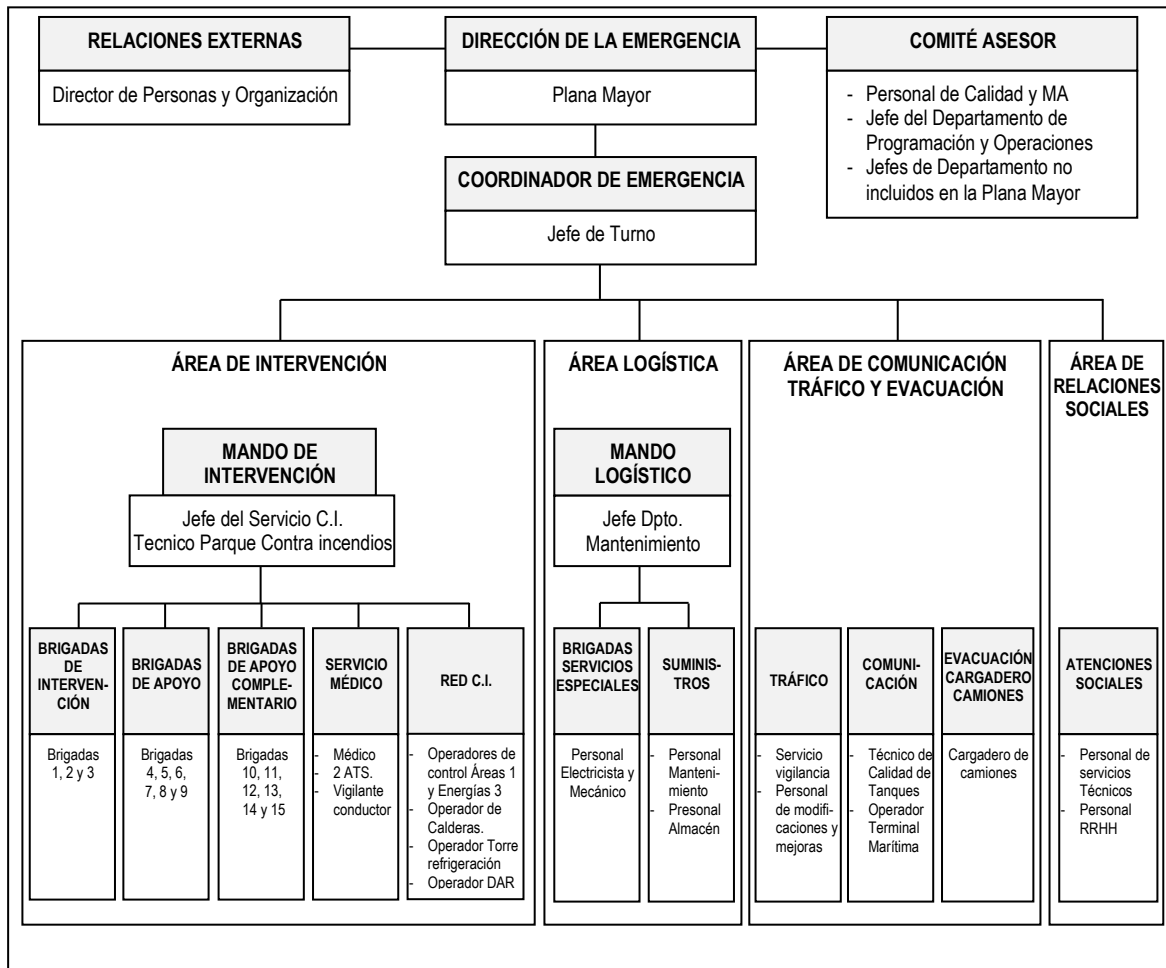 RELACIONES EXTERNAS
Director de Personas y Organización
DIRECCIÓN DE LA EMERGENCIA
Plana Mayor
COMITÉ ASESOR
- Personal de Calidad y MA
- Jefe del Departamento de
Programación y Operaciones
- Jefes de Departamento no
incluidos en la Plana Mayor
COORDINADOR DE EMERGENCIA
Jefe de Turno
ÁREA DE INTERVENCIÓN
MANDO DE
INTERVENCIÓN
Jefe del Servicio C.I.
Tecnico Parque Contra incendios
BRIGADAS
DE
INTERVEN-
CIÓN
Brigadas
1, 2 y 3
BRIGADAS
DE APOYO
Brigadas
4, 5, 6,
7, 8 y 9
BRIGADAS
DE APOYO
COMPLE-
MENTARIO
Brigadas
10, 11,
12, 13,
14 y 15
SERVICIO
MÉDICO
- Médico
- 2 ATS.
- Vigilante
conductor
RED C.I.
- Operadores de
control Áreas 1
y Energías 3
- Operador de
Calderas.
- Operador Torre
refrigeración
- Operador DAR
ÁREA LOGÍSTICA
MANDO
LOGÍSTICO
Jefe Dpto.
Mantenimiento
BRIGADAS
SERVICIOS
ESPECIALES
Personal
Electricista y
Mecánico
SUMINIS-
TROS
- Personal
Manteni-
miento
- Presonal
Almacén
ÁREA DE COMUNICACIÓN
TRÁFICO Y EVACUACIÓN
TRÁFICO
- Servicio
vigilancia
- Personal
de modifi-
caciones y
mejoras
COMUNI-
CACIÓN
- Técnico de
Calidad de
Tanques
- Operador
Terminal
Marítima
EVACUACIÓN
CARGADERO
CAMIONES
Cargadero de
camiones
ÁREA DE
RELACIONES
SOCIALES
ATENCIONES
SOCIALES
- Personal de
servicios
Técnicos
- Personal
RRHH